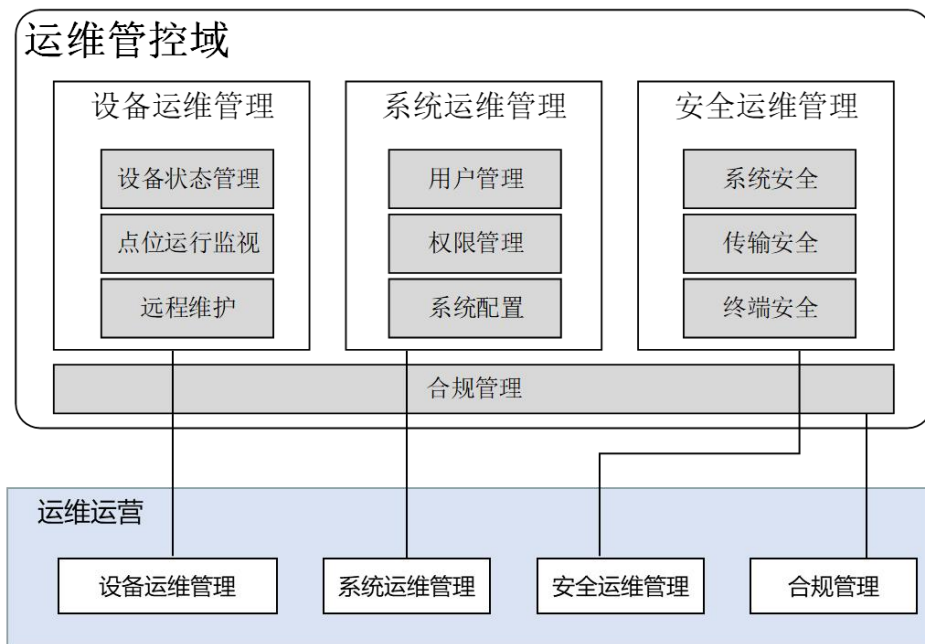 运维管控域
设备运维管理
设备状态管理
点位运行监视
远程维护
系统运维管理
用户管理
权限管理
系统配置
安全运维管理
系统安全
传输安全
终端安全
合规管理
运维运营
设备运维管理
系统运维管理
安全运维管理
合规管理